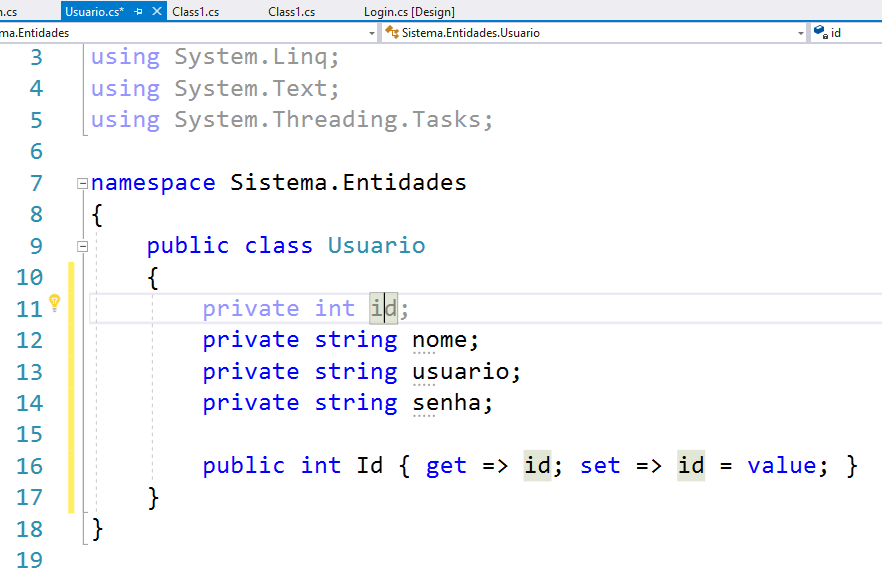 n.cs Usuario.cs* Class1.cs Class1.cs Login.cs [Design]
ma.Entidades Sistema.Entidades.Usuario id
3 using System.Linq;
4 using System.Text;
5 using System.Threading.Tasks;
6
7 namespace Sistema.Entidades
8 {
9 public class Usuario
10 {
11 private int id;
12 private string nome;
13 private string usuario;
14 private string senha;
15
16 public int Id { get => id; set => id = value; }
17 }
18 }
19